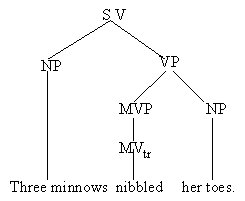 S V
NP VP
MVP NP
MVtr
Three minnows nibbled her toes.